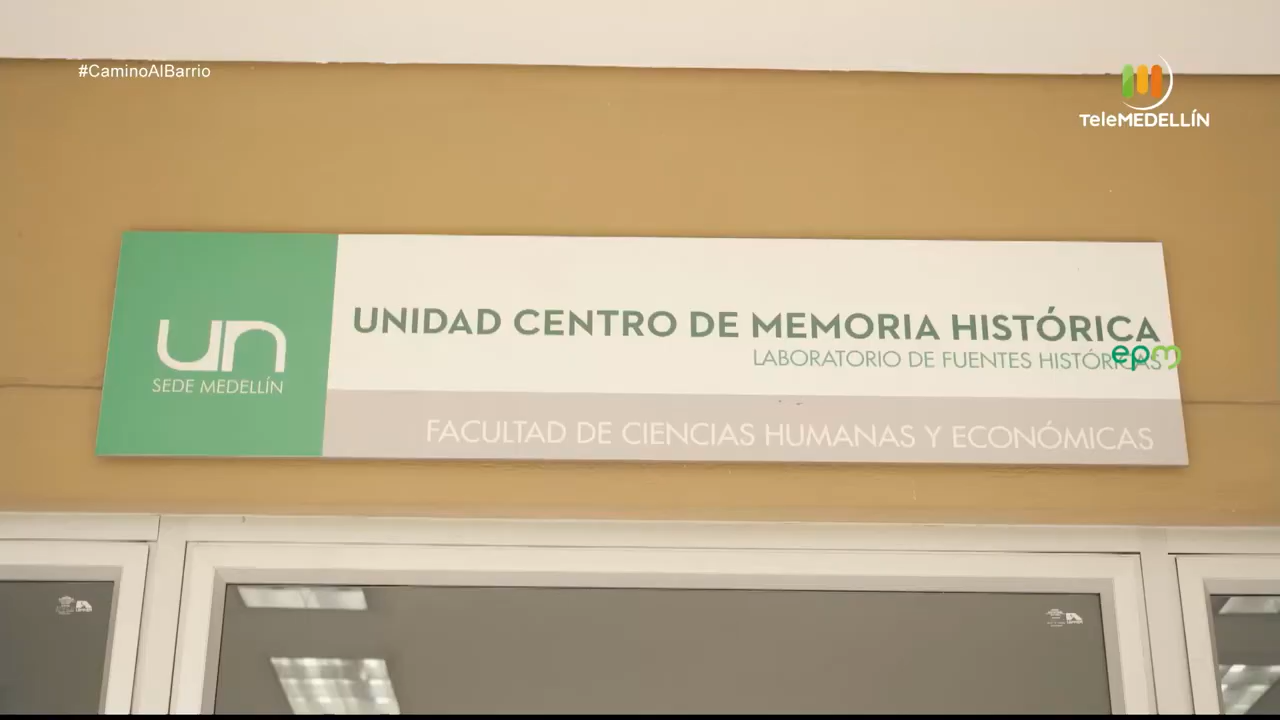 #CaminoAlBarrio
TeleMEDELLÍN
un
SEDE MEDELLÍN
UNIDAD CENTRO DE MEMORIA HISTÓRICA
LABORATORIO DE FUENTES HISTÓRICAS
epm
FACULTAD DE CIENCIAS HUMANAS Y ECONÓMICAS